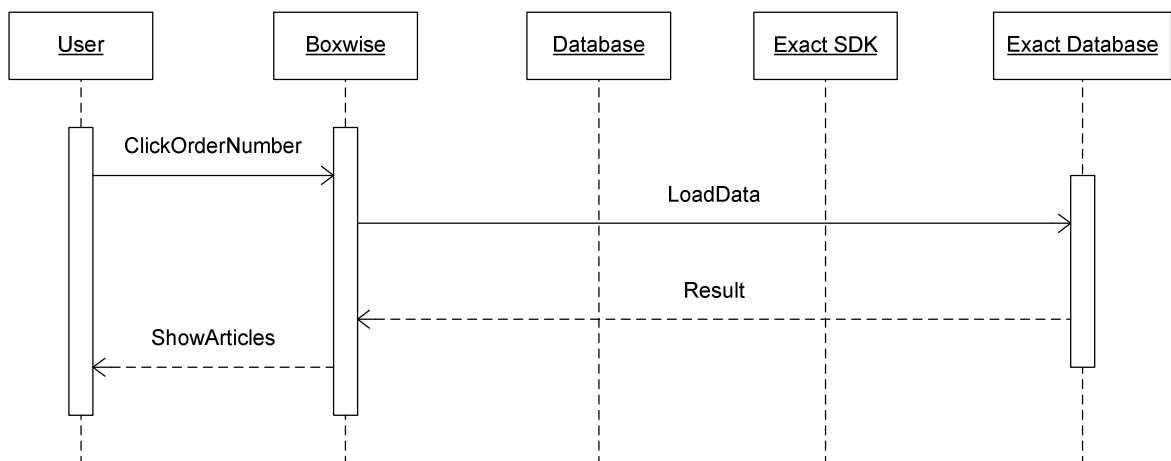 User
Boxwise
Database
Exact SDK
Exact Database
ClickOrderNumber
LoadData
Result
ShowArticles